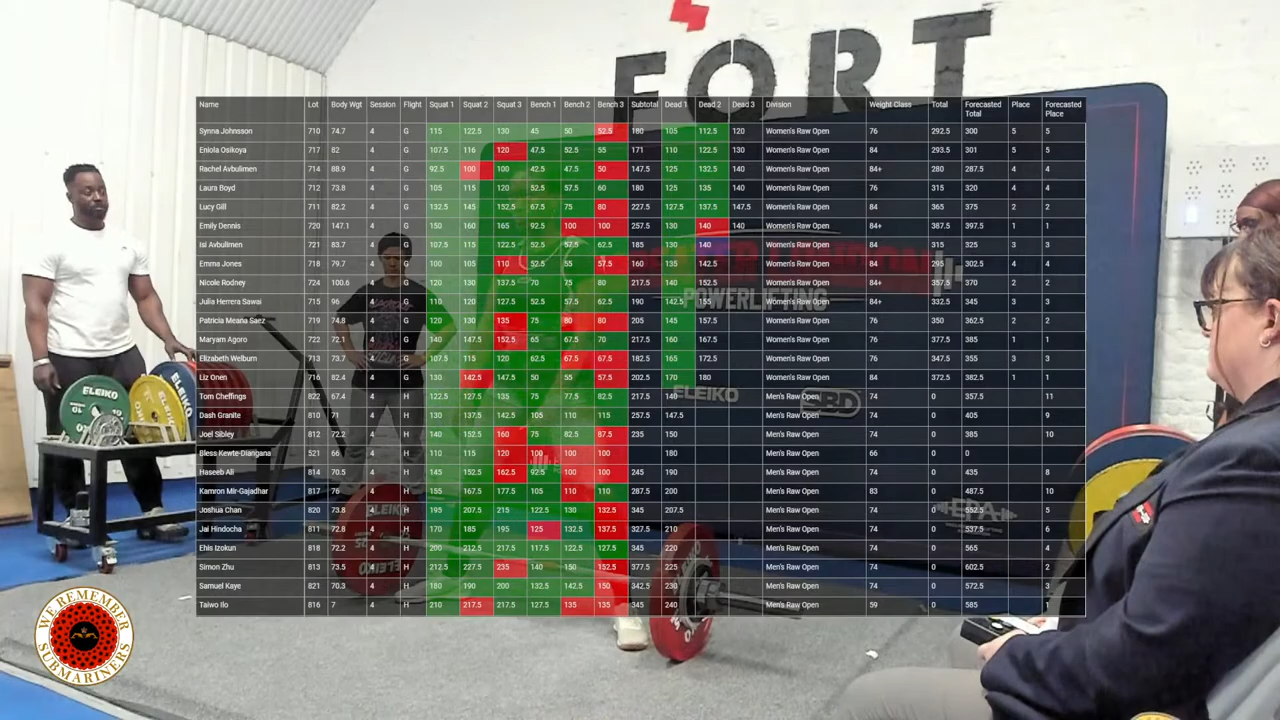 FORT
Name Lot Body Wgt Session Flight Squat 1 Squat 2 Squat 3 Bench 1 Bench 2 Bench 3 Subtotal Dead 1 Dead 2 Dead 3 Division Weight Class Total Forecasted Total Place Forecasted Place
Synna Johnsson 710 74.7 4 G 115 122.5 130 45 50 52.5 180 105 112.5 120 Women's Raw Open 76 292.5 300 5 5
Eniola Osikoya 717 82 4 G 107.5 116 120 47.5 52.5 55 171 110 122.5 130 Women's Raw Open 84 293.5 301 5 5
Rachel Avbulimen 714 88.9 4 G 92.5 100 100 42.5 47.5 50 147.5 125 132.5 140 Women's Raw Open 84+ 280 287.5 4 4
Laura Boyd 712 73.8 4 G 105 115 120 52.5 57.5 60 180 125 135 140 Women's Raw Open 76 315 320 4 4
Lucy Gill 711 82.2 4 G 132.5 145 152.5 67.5 75 80 227.5 127.5 137.5 147.5 Women's Raw Open 84 365 375 2 2
Emily Dennis 720 147.1 4 G 150 160 165 92.5 100 100 257.5 130 140 140 Women's Raw Open 84+ 387.5 397.5 1 1
Isi Avbulimen 721 83.7 4 G 107.5 115 122.5 52.5 57.5 62.5 185 130 140 Women's Raw Open 84 315 325 3 3
Emma Jones 718 79.7 4 G 100 105 110 52.5 55 57.5 160 135 142.5 Women's Raw Open 84 295 302.5 4 4
Nicole Rodney 724 100.6 4 G 120 130 137.5 70 75 80 217.5 140 152.5 Women's Raw Open 84+ 357.5 370 2 2
Julia Herrera Sawai 715 96 4 G 110 120 127.5 52.5 57.5 62.5 190 142.5 155 Women's Raw Open 84+ 332.5 345 3 3
Patricia Meana Saez 719 74.8 4 G 120 130 135 75 80 80 205 145 157.5 Women's Raw Open 76 350 362.5 2 2
Maryam Agoro 722 72.1 4 G 140 147.5 152.5 65 67.5 70 217.5 160 167.5 Women's Raw Open 76 377.5 385 1 1
Elizabeth Welburn 713 73.7 4 G 107.5 115 120 62.5 67.5 67.5 182.5 165 172.5 Women's Raw Open 76 347.5 355 3 3
Liz Onen 716 82.4 4 G 130 142.5 147.5 50 55 57.5 202.5 170 180 Women's Raw Open 84 372.5 382.5 1 1
Tom Cheffings 822 67.4 4 H 122.5 127.5 135 75 77.5 82.5 217.5 140 Men's Raw Open 74 0 357.5 11
Dash Granite 810 71 4 H 130 137.5 142.5 105 110 115 257.5 147.5 Men's Raw Open 74 0 405 9
Joel Sibley 812 72.2 4 H 140 152.5 160 75 82.5 87.5 235 150 Men's Raw Open 74 0 385 10
Bless Kewte-Diangana 521 66 4 H 110 115 120 100 100 100 180 Men's Raw Open 66 0 0
Haseeb Ali 814 70.5 4 H 145 152.5 162.5 92.5 100 100 245 190 Men's Raw Open 74 0 435 8
Kamron Mir-Gajadhar 817 76 4 H 155 167.5 177.5 105 110 110 287.5 200 Men's Raw Open 83 0 487.5 10
Joshua Chan 820 73.8 4 H 195 207.5 215 122.5 130 132.5 345 207.5 Men's Raw Open 74 0 552.5 5
Jai Hindocha 811 72.8 4 H 170 185 195 125 132.5 137.5 327.5 210 Men's Raw Open 74 0 537.5 6
Ehis Izokun 818 72.2 4 H 200 212.5 217.5 117.5 122.5 127.5 345 220 Men's Raw Open 74 0 565 4
Simon Zhu 813 73.5 4 H 212.5 227.5 235 140 150 152.5 377.5 225 Men's Raw Open 74 0 602.5 2
Samuel Kaye 821 70.3 4 H 180 190 200 132.5 142.5 150 342.5 230 Men's Raw Open 74 0 572.5 3
Taiwo Ilo 816 7 4 H 210 217.5 217.5 127.5 135 135 345 240 Men's Raw Open 59 0 585 1
POWERLIFTING
ELEIKO
SBD
EPA
ELEIKO
ELEIKO
WE REMEMBER
SUBMARINERS